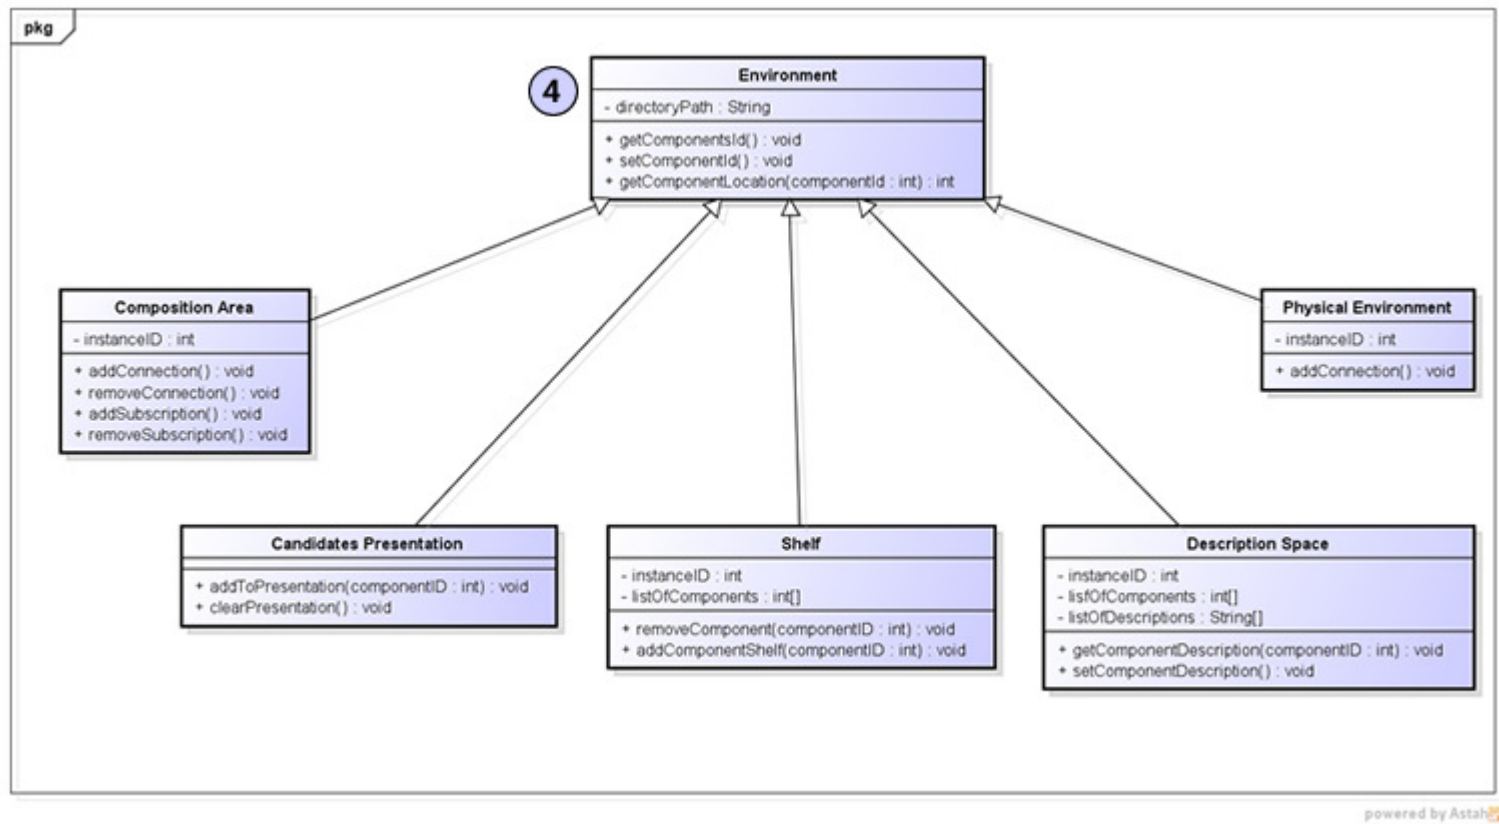 pkg
4
Environment
- directoryPath : String
+ getComponentsId() : void
+ setComponentId() : void
+ getComponentLocation(componentId : int) : int
Composition Area
- instanceID : int
+ addConnection() : void
+ removeConnection() : void
+ addSubscription() : void
+ removeSubscription() : void
Physical Environment
- instanceID : int
+ addConnection() : void
Candidates Presentation
+ addToPresentation(componentID : int) : void
+ clearPresentation() : void
Shelf
- instanceID : int
- listOfComponents : int[]
+ removeComponent(componentID : int) : void
+ addComponentShelf(componentID : int) : void
Description Space
- instanceID : int
- lisfOfComponents : int[]
- listOfDescriptions : String[]
+ getComponentDescription(componentID : int) : void
+ setComponentDescription() : void
powered by Astah